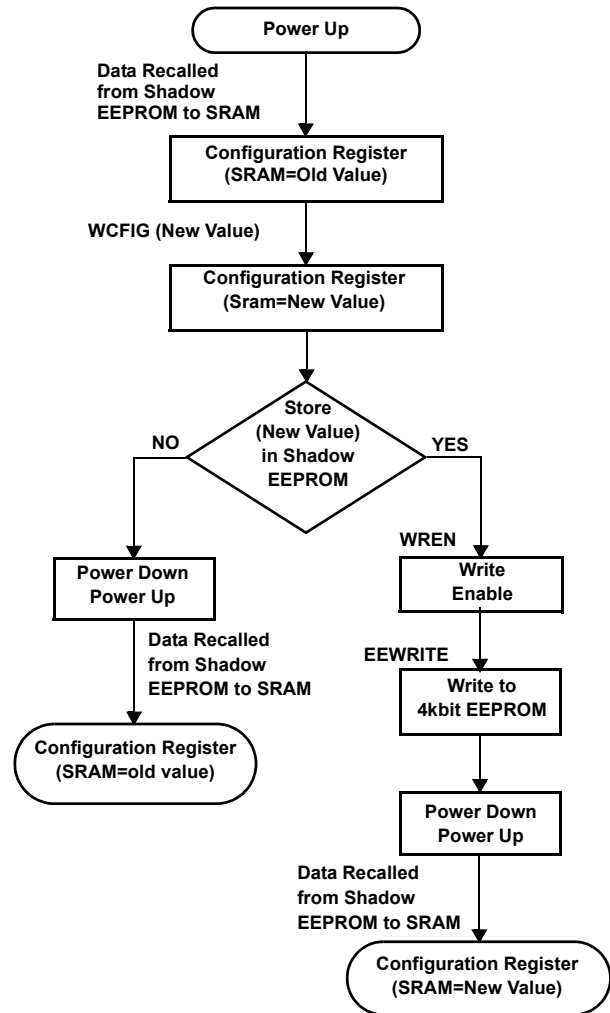 Power Up
Data Recalled
from Shadow
EEPROM to SRAM
Configuration Register
(SRAM=Old Value)
WCFIG (New Value)
Configuration Register
(Sram=New Value)
Store
(New Value)
in Shadow
EEPROM
NO
YES
Power Down
Power Up
Data Recalled
from Shadow
EEPROM to SRAM
Configuration Register
(SRAM=old value)
WREN
Write
Enable
EEWRITE
Write to
4kbit EEPROM
Power Down
Power Up
Data Recalled
from Shadow
EEPROM to SRAM
Configuration Register
(SRAM=New Value)